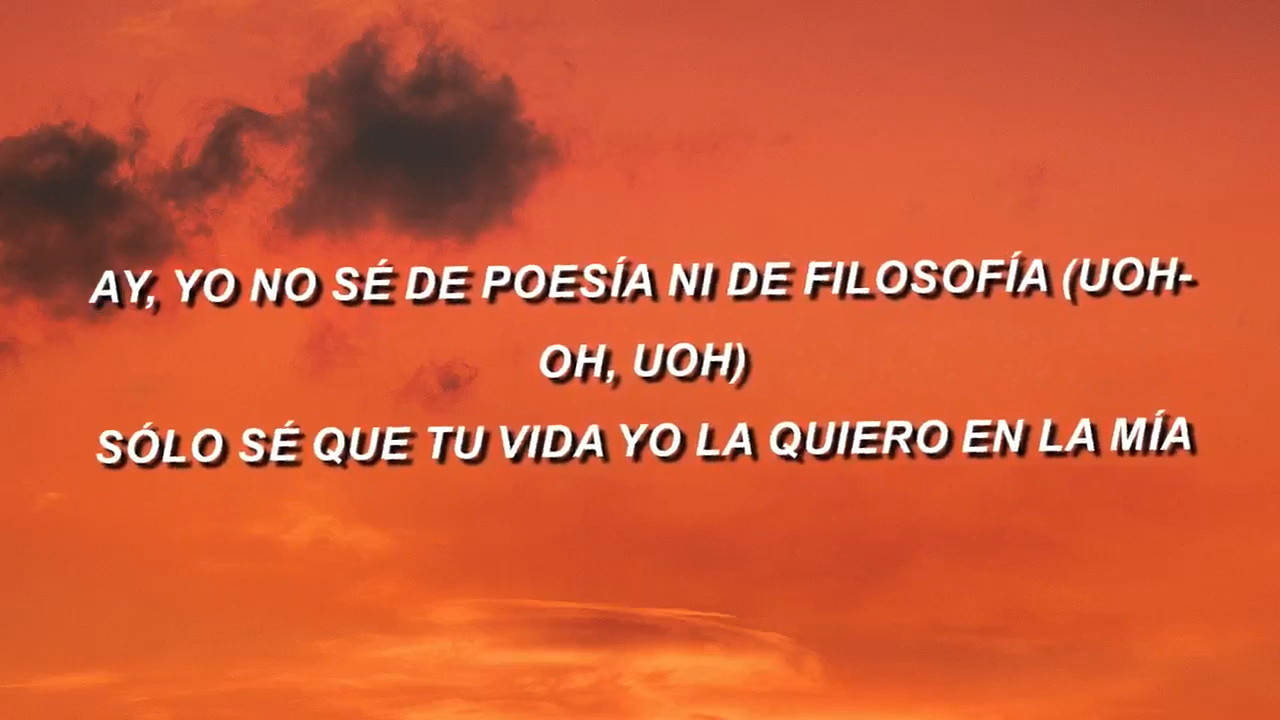 AY, YO NO SÉ DE POESÍA NI DE FILOSOFÍA (UOH-
OH, UOH)
SÓLO SÉ QUE TU VIDA YO LA QUIERO EN LA MÍA